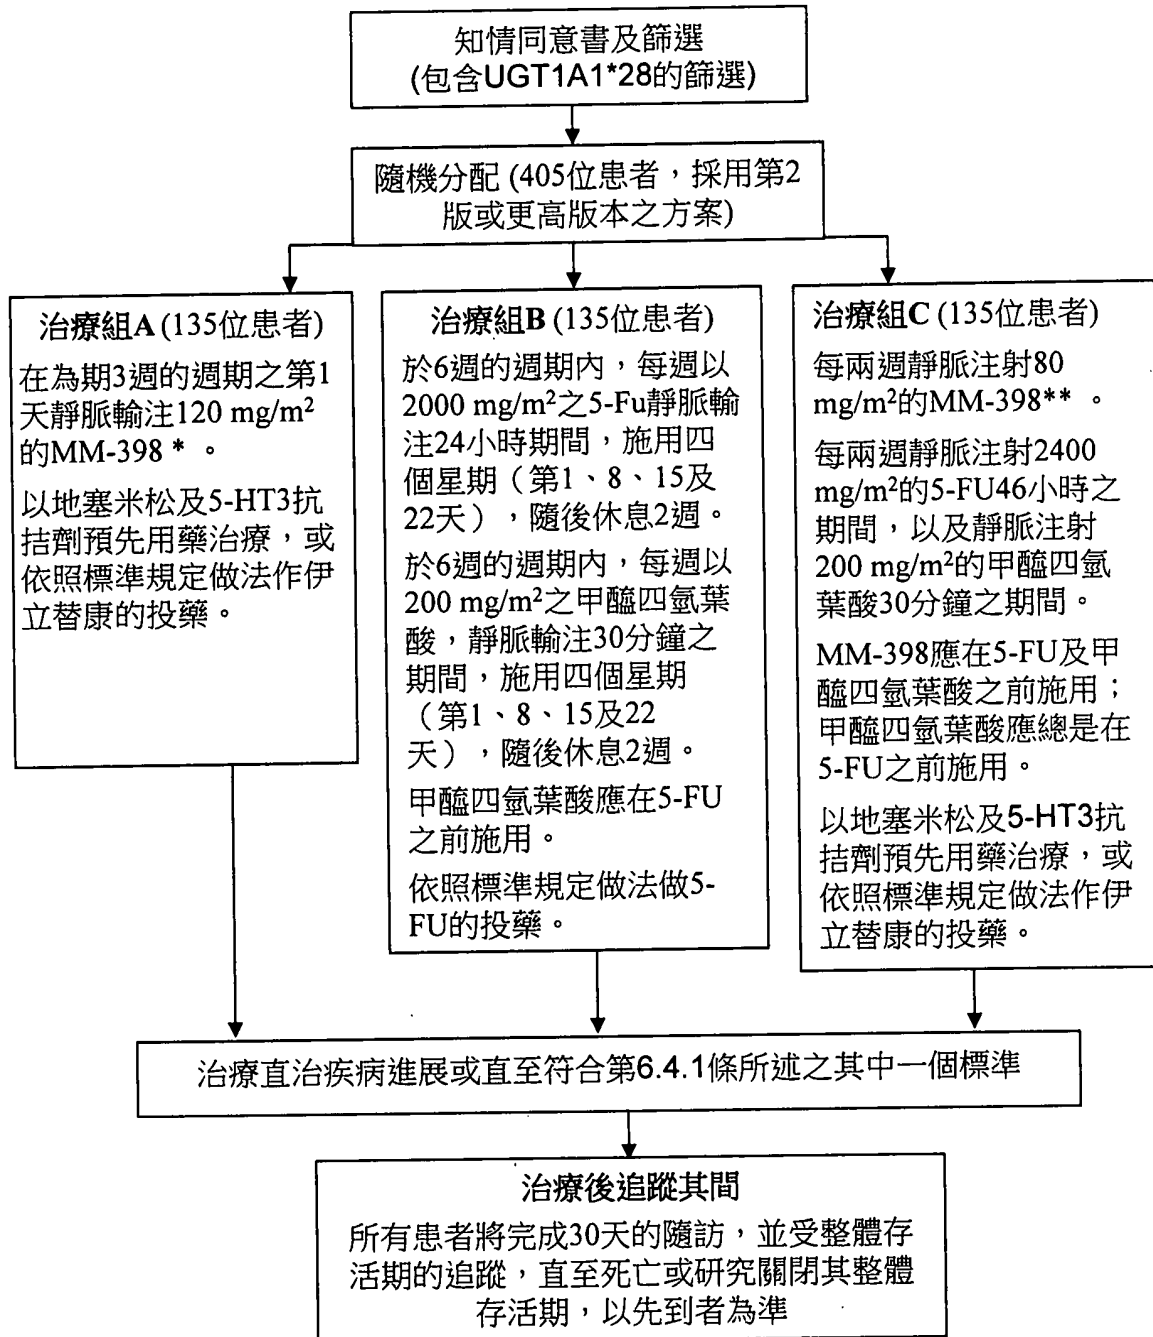 知情同意書及篩選
(包含UGT1A1*28的篩選)
隨機分配 (405位患者，採用第2
版或更高版本之方案)
治療組A (135位患者)
在為期3週的週期之第1
天靜脈輸注120 mg/m²
的MM-398 * 。
以地塞米松及5-HT3抗
拮劑預先用藥治療，或
依照標準規定做法作伊
立替康的投藥。
治療組B (135位患者)
於6週的週期內，每週以
2000 mg/m²之5-Fu靜脈輸
注24小時期間，施用四
個星期（第1、8、15及
22天），隨後休息2週。
於6週的週期內，每週以
200 mg/m²之甲醯四氫葉
酸，靜脈輸注30分鐘之
期間，施用四個星期
（第1、8、15及22
天），隨後休息2週。
甲醯四氫葉酸應在5-FU
之前施用。
依照標準規定做法做5-
FU的投藥。
治療組C (135位患者)
每兩週靜脈注射80
mg/m²的MM-398** 。
每兩週靜脈注射2400
mg/m²的5-FU46小時之
期間，以及靜脈注射
200 mg/m²的甲醯四氫
葉酸30分鐘之期間。
MM-398應在5-FU及甲
醯四氫葉酸之前施用；
甲醯四氫葉酸應總是在
5-FU之前施用。
以地塞米松及5-HT3抗
拮劑預先用藥治療，或
依照標準規定做法作伊
立替康的投藥。
治療直治疾病進展或直至符合第6.4.1條所述之其中一個標準
治療後追蹤其間
所有患者將完成30天的隨訪，並受整體存
活期的追蹤，直至死亡或研究關閉其整體
存活期，以先到者為準